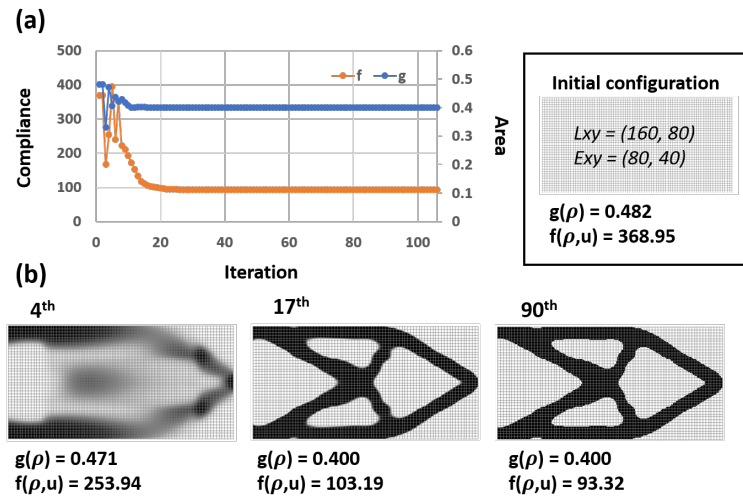 (a)
500
400
300
200
100
0
Compliance
0.6
0.5
0.4
0.3
0.2
0.1
0
Area
f
g
0
20
40
60
80
100
Iteration
Initial configuration
Lxy = (160, 80)
Exy = (80, 40)
g(ρ) = 0.482
f(ρ,u) = 368.95
(b)
4th
17th
90th
g(ρ) = 0.471
f(ρ,u) = 253.94
g(ρ) = 0.400
f(ρ,u) = 103.19
g(ρ) = 0.400
f(ρ,u) = 93.32